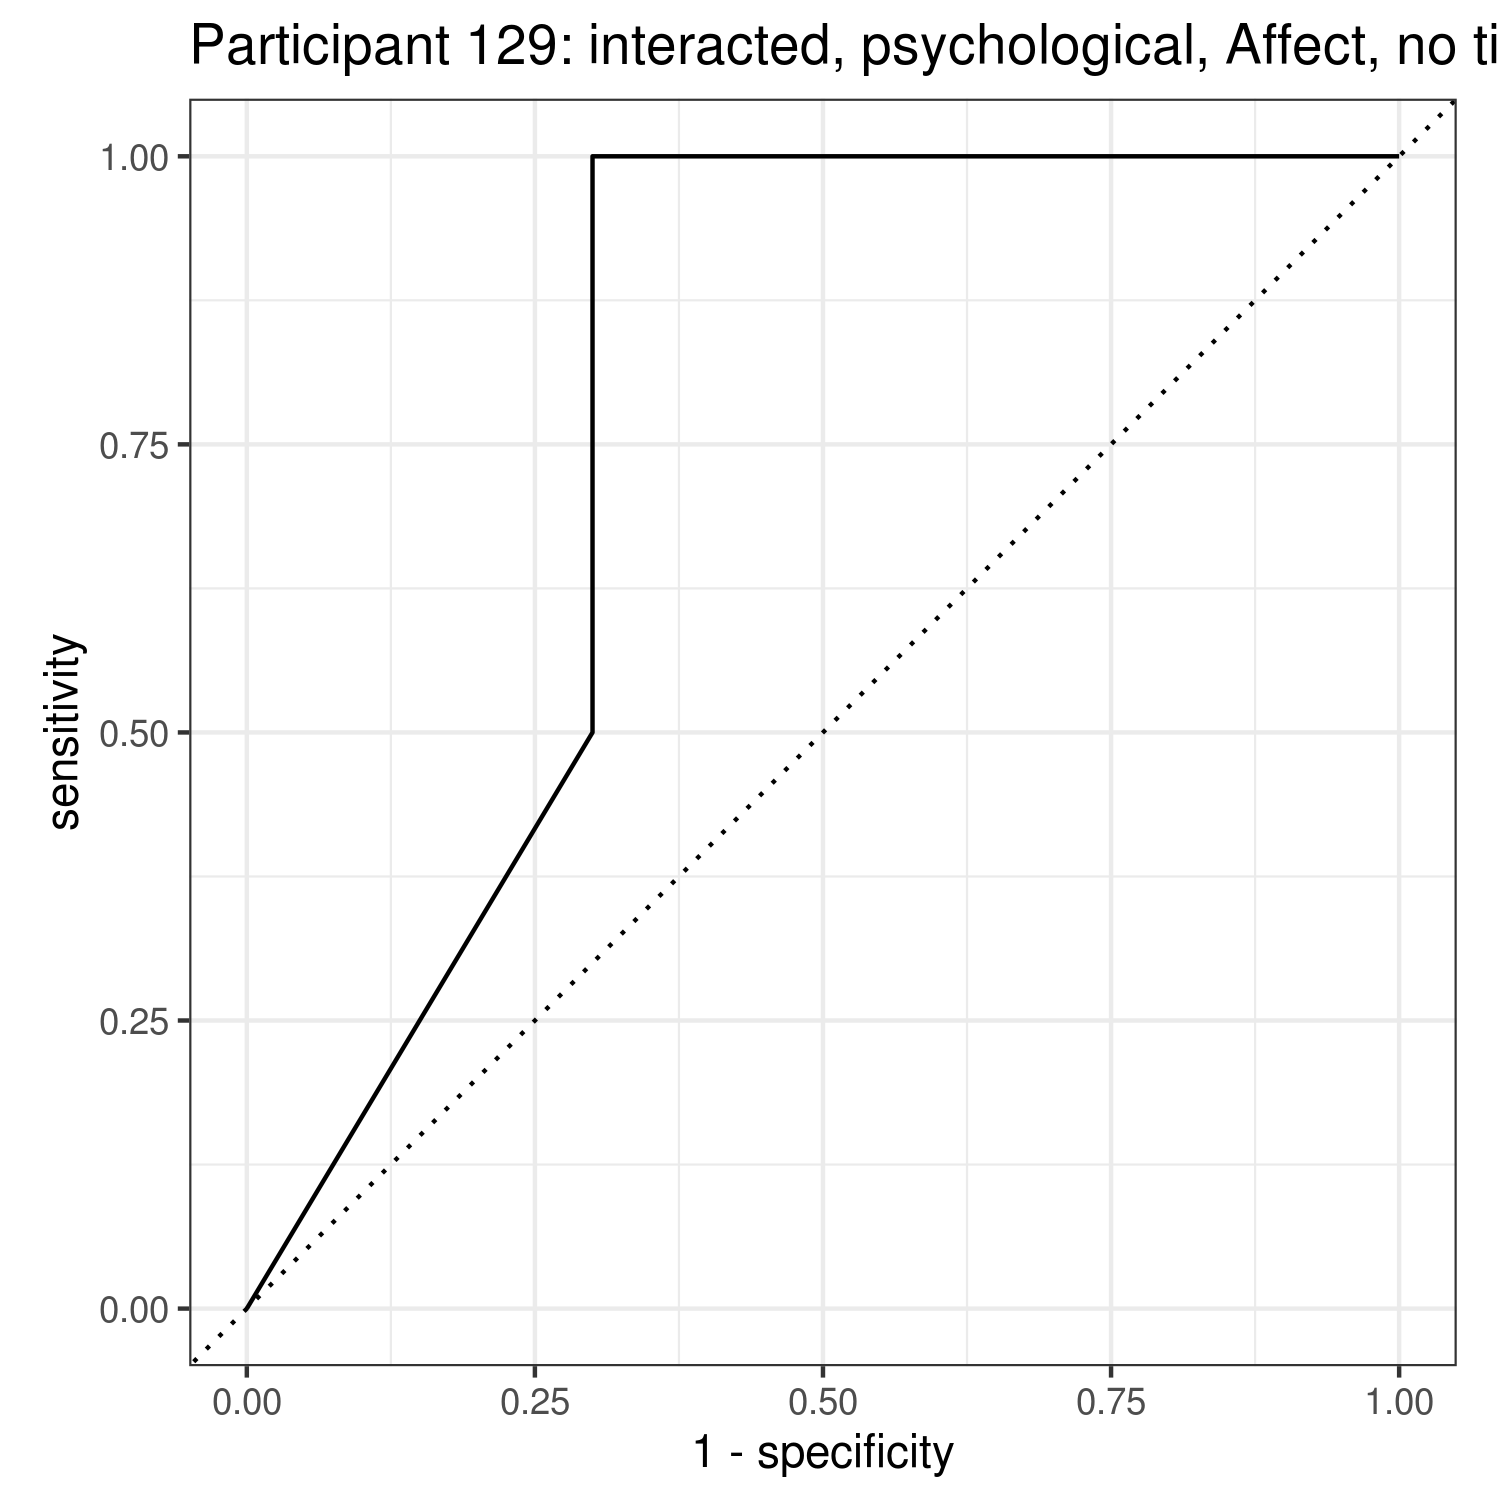 Participant 129: interacted, psychological, Affect, no ti
1.00
0.75
0.50
0.25
0.00
sensitivity
0.00 0.25 0.50 0.75 1.00
1 - specificity